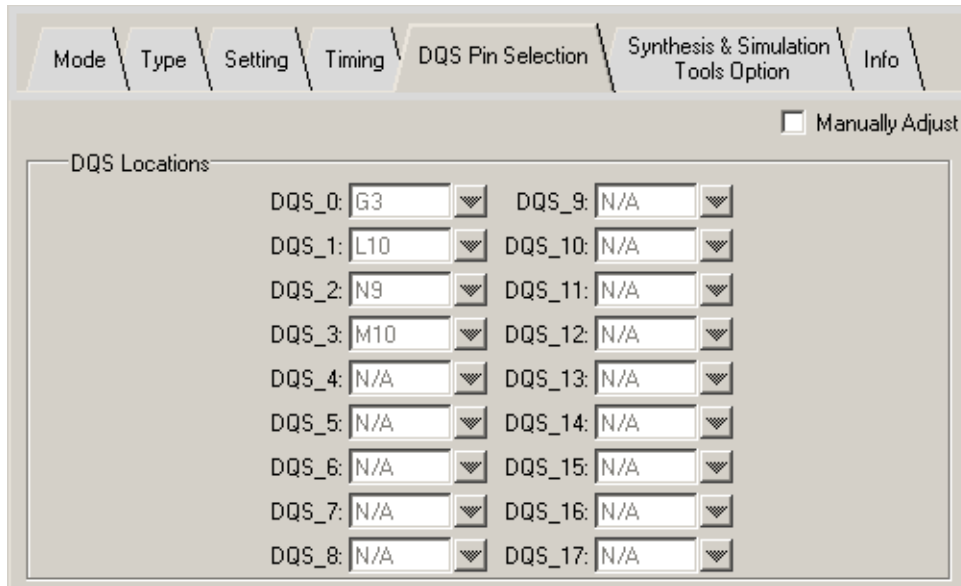 Mode Type Setting Timing DQS Pin Selection Synthesis & Simulation Tools Option Info
Manually Adjust
DQS Locations
DQS_0: G3 DQS_9: N/A
DQS_1: L10 DQS_10: N/A
DQS_2: N9 DQS_11: N/A
DQS_3: M10 DQS_12: N/A
DQS_4: N/A DQS_13: N/A
DQS_5: N/A DQS_14: N/A
DQS_6: N/A DQS_15: N/A
DQS_7: N/A DQS_16: N/A
DQS_8: N/A DQS_17: N/A